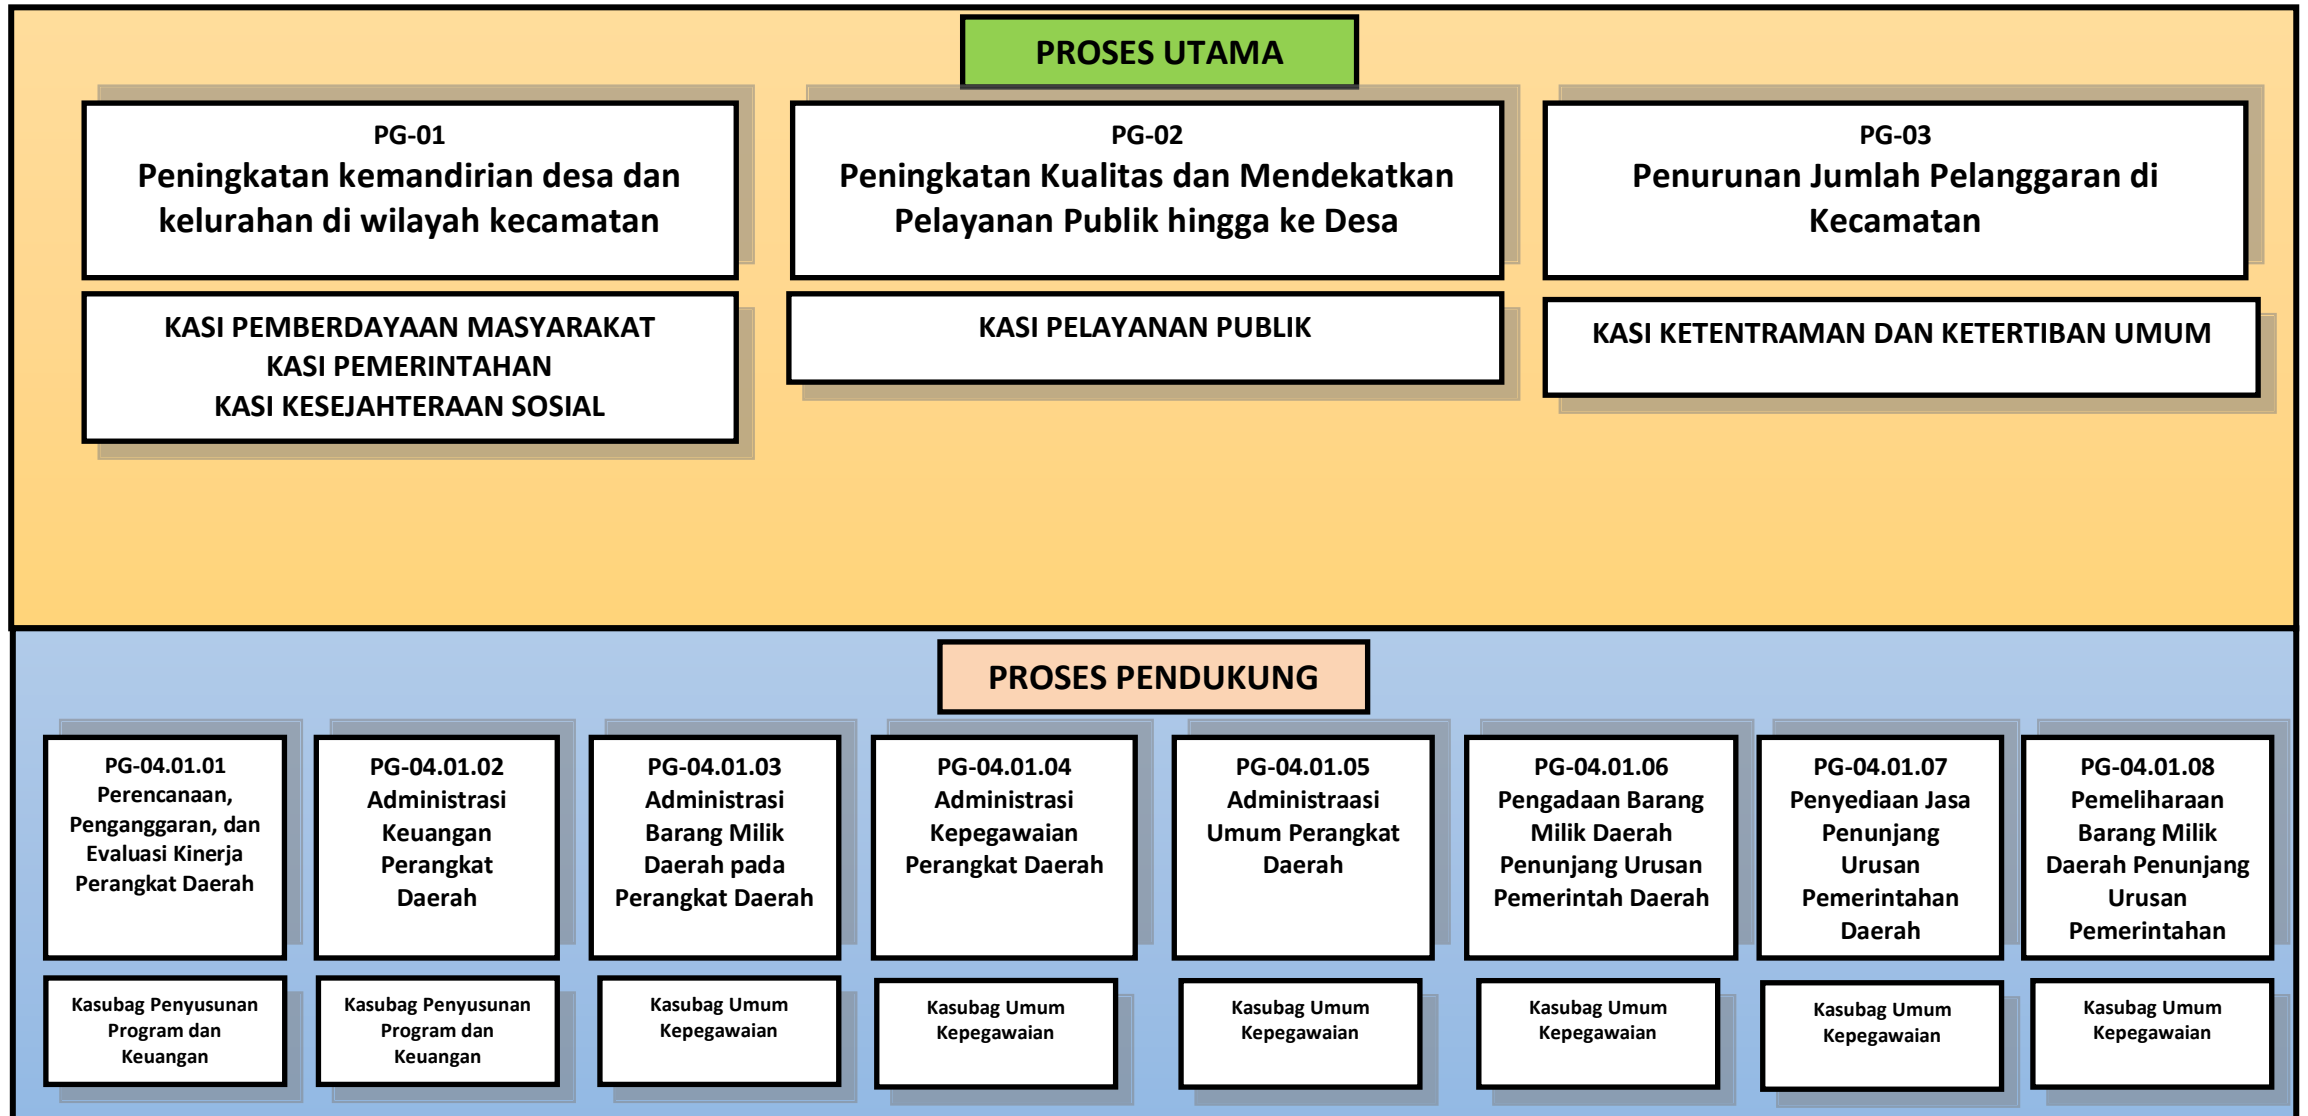 PROSES UTAMA
PG-01
Peningkatan kemandirian desa dan
kelurahan di wilayah kecamatan
PG-02
Peningkatan Kualitas dan Mendekatkan
Pelayanan Publik hingga ke Desa
PG-03
Penurunan Jumlah Pelanggaran di
Kecamatan
KASI PEMBERDAYAAN MASYARAKAT
KASI PEMERINTAHAN
KASI KESEJAHTERAAN SOSIAL
KASI PELAYANAN PUBLIK
KASI KETENTRAMAN DAN KETERTIBAN UMUM
PROSES PENDUKUNG
PG-04.01.01
Perencanaan,
Penganggaran, dan
Evaluasi Kinerja
Perangkat Daerah
PG-04.01.02
Administrasi
Keuangan
Perangkat
Daerah
PG-04.01.03
Administrasi
Barang Milik
Daerah pada
Perangkat Daerah
PG-04.01.04
Administrasi
Kepegawaian
Perangkat Daerah
PG-04.01.05
Administraasi
Umum Perangkat
Daerah
PG-04.01.06
Pengadaan Barang
Milik Daerah
Penunjang Urusan
Pemerintah Daerah
PG-04.01.07
Penyediaan Jasa
Penunjang
Urusan
Pemerintahan
Daerah
PG-04.01.08
Pemeliharaan
Barang Milik
Daerah Penunjang
Urusan
Pemerintahan
Kasubag Penyusunan
Program dan
Keuangan
Kasubag Penyusunan
Program dan
Keuangan
Kasubag Umum
Kepegawaian
Kasubag Umum
Kepegawaian
Kasubag Umum
Kepegawaian
Kasubag Umum
Kepegawaian
Kasubag Umum
Kepegawaian
Kasubag Umum
Kepegawaian